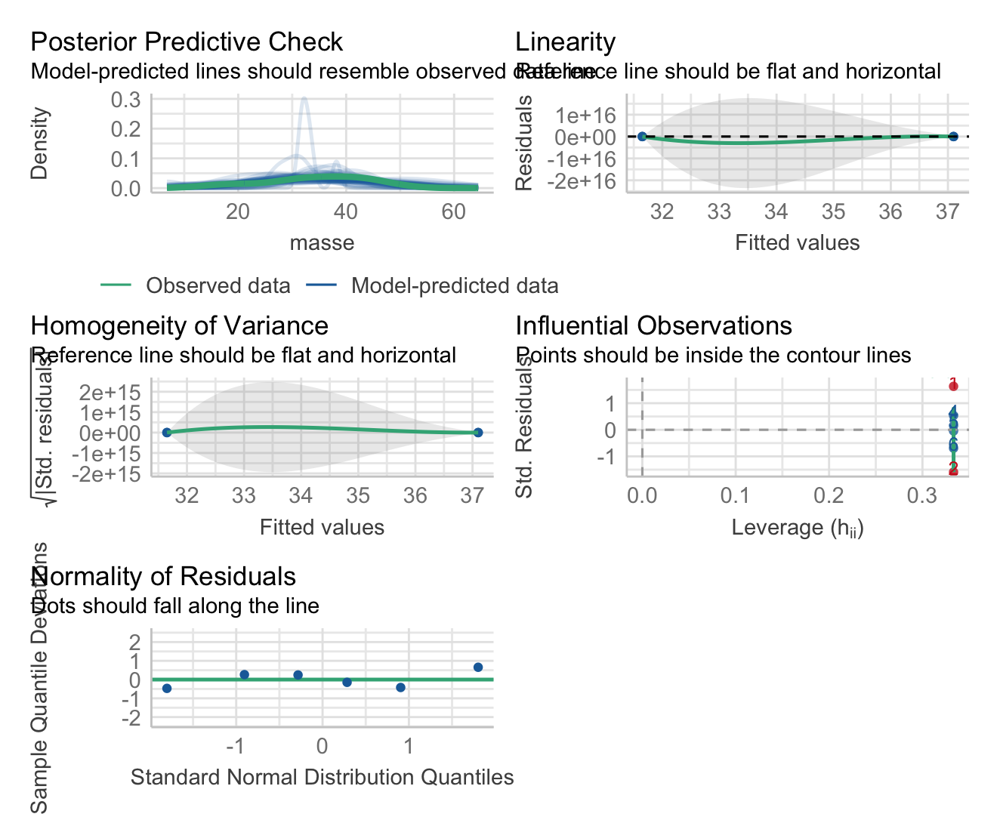 Posterior Predictive Check
Model-predicted lines should resemble observed data line
Density
0.3
0.2
0.1
0.0
20 40 60
masse
Observed data Model-predicted data
Linearity
Reference line should be flat and horizontal
Residuals
1e+16
0e+00
-1e+16
-2e+16
32 33 34 35 36 37
Fitted values
Homogeneity of Variance
Reference line should be flat and horizontal
√|Std. residuals|
2e+15
1e+15
0e+00
-1e+15
-2e+15
32 33 34 35 36 37
Fitted values
Influential Observations
Points should be inside the contour lines
Std. Residuals
1
0
-1
1
4
6
2
0.0 0.1 0.2 0.3
Leverage (hii)
Normality of Residuals
Dots should fall along the line
Sample Quantile Deviations
2
1
0
-1
-2
-1 0 1
Standard Normal Distribution Quantiles